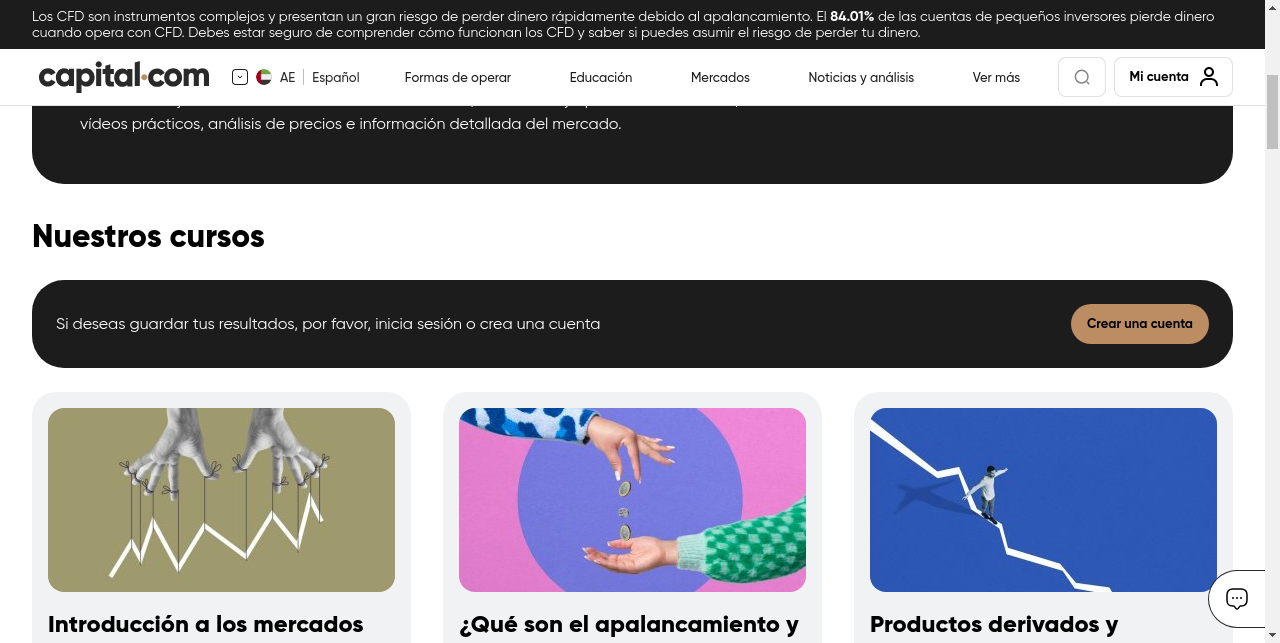 Los CFD son instrumentos complejos y presentan un gran riesgo de perder dinero rápidamente debido al apalancamiento. El 84.01% de las cuentas de pequeños inversores pierde dinero
cuando opera con CFD. Debes estar seguro de comprender cómo funcionan los CFD y saber si puedes asumir el riesgo de perder tu dinero.
capital.com
AE
Español
Formas de operar
Educación
Mercados
Noticias y análisis
Ver más
Mi cuenta
vídeos prácticos, análisis de precios e información detallada del mercado.
Nuestros cursos
Si deseas guardar tus resultados, por favor, inicia sesión o crea una cuenta
Crear una cuenta
Introducción a los mercados
¿Qué son el apalancamiento y
Productos derivados y